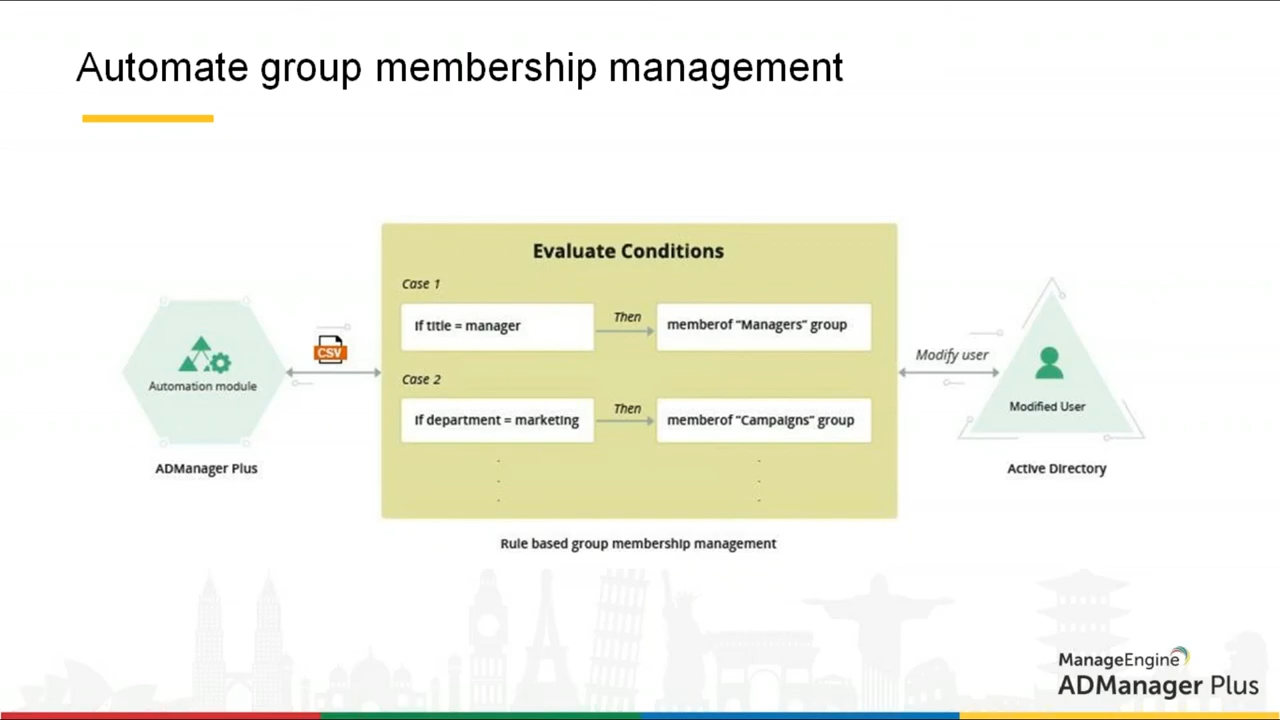 Automate group membership management
Evaluate Conditions
Case 1
If title = manager
Then
memberof "Managers" group
Case 2
If department = marketing
Then
memberof "Campaigns" group
CSV
Automation module
ADManager Plus
Modify user
Modified User
Active Directory
Rule based group membership management
ManageEngine
ADManager Plus